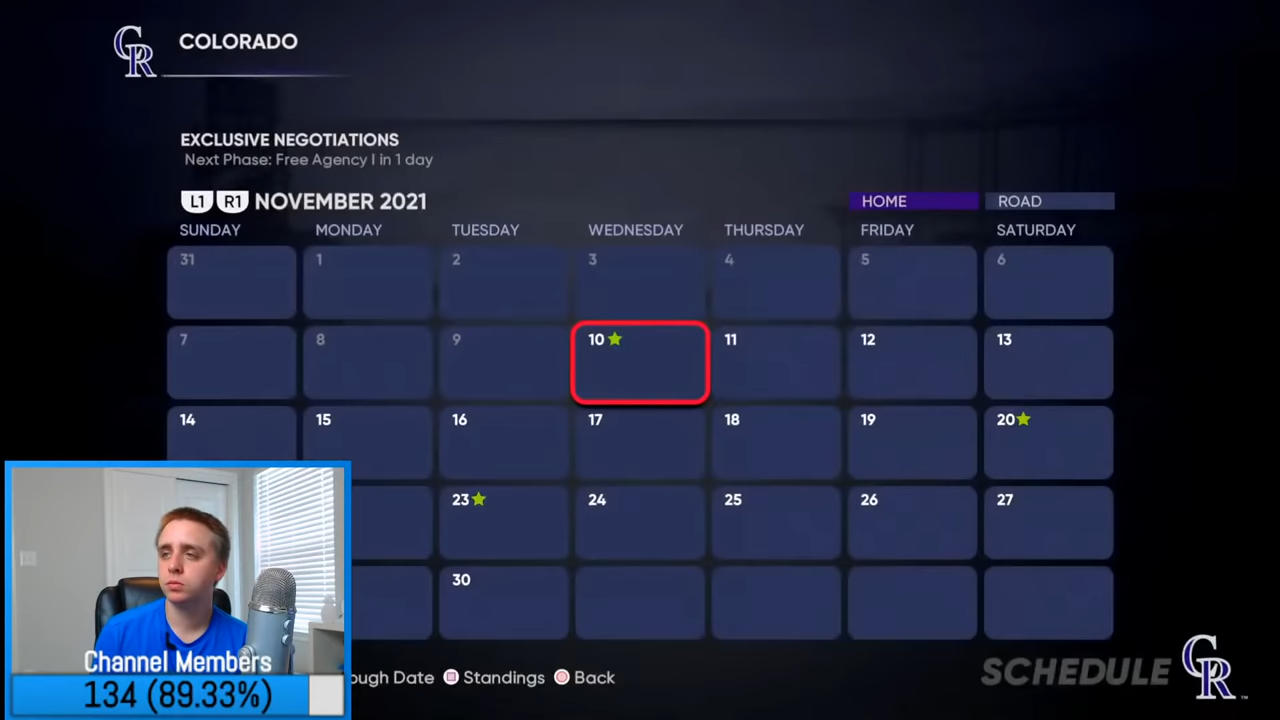 COLORADO
EXCLUSIVE NEGOTIATIONS
Next Phase: Free Agency I in 1 day
L1 R1 NOVEMBER 2021 HOME ROAD
SUNDAY MONDAY TUESDAY WEDNESDAY THURSDAY FRIDAY SATURDAY
31 1 2 3 4 5 6
7 8 9 10 11 12 13
14 15 16 17 18 19 20
23 24 25 26 27
30
ough Date Standings Back
SCHEDULE CR
Channel Members
134 (89.33%)